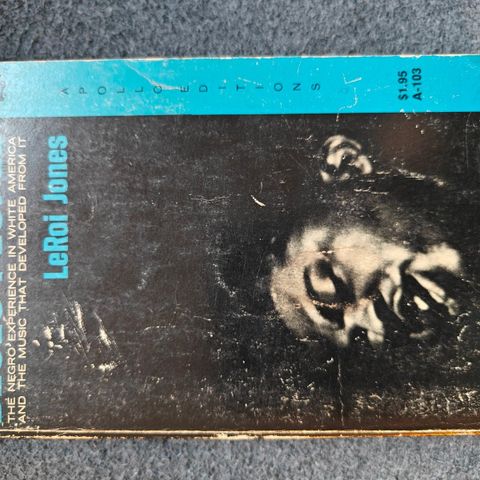 THE NEGRO EXPERIENCE IN WHITE AMERICA
AND THE MUSIC THAT DEVELOPED FROM IT
LeRoi Jones
APOLLO EDITIONS
$1.95
A-103